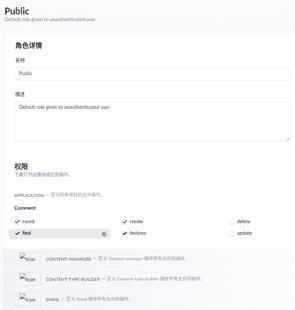 Public
Default role given to unauthenticated user.
角色详情
名称
Public
描述
Default role given to unauthenticated user.
权限
下面只列出路由绑定的操作。
APPLICATION — 定义所有项目的允许操作。
Comment
count
create
delete
find
findone
update
icon
CONTENT-MANAGER — 定义 Content-manager 插件所有允许的操作。
icon
CONTENT-TYPE-BUILDER — 定义 Content-type-builder 插件所有允许的操作。
icon
EMAIL — 定义 Email 插件所有允许的操作。